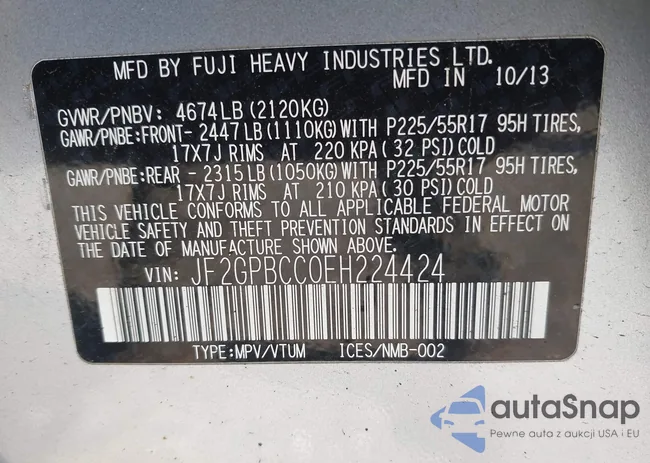 MFD BY FUJI HEAVY INDUSTRIES LTD.
MFD IN 10/13
GVWR/PNBV: 4674LB(2120KG)
GAWR/PNBE:FRONT-2447LB(1110KG)WITH P225/55R17 95H TIRES,
17X7J RIMS AT 220 KPA(32 PSI)COLD
GAWR/PNBE:REAR -2315LB(1050KG)WITH P225/55R17 95H TIRES,
17X7J RIMS AT 210 KPA(30 PSI)COLD
THIS VEHICLE CONFORMS TO ALL APPLICABLE FEDERAL MOTOR
VEHICLE SAFETY AND THEFT PREVENTION STANDARDS IN EFFECT ON
THE DATE OF MANUFACTURE SHOWN ABOVE.
VIN: JF2GPBCC0EH224424
TYPE:MPV/VTUM ICES/NMB-002
autaSnap
Pewne auta z aukcji USA i EU